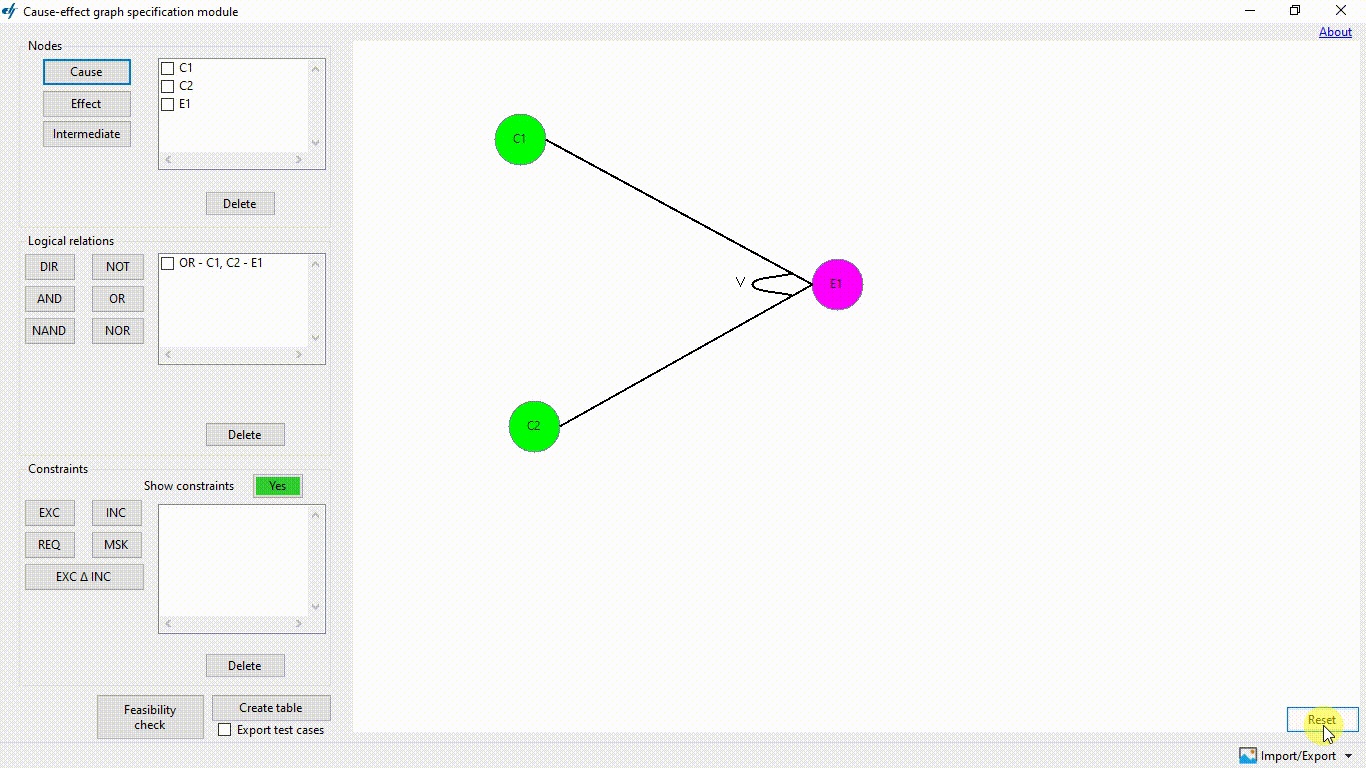 Cause-effect graph specification module
About
Nodes
Cause
Effect
Intermediate
C1
C2
E1
Delete
Logical relations
DIR NOT
AND OR
NAND NOR
OR - C1, C2 - E1
Delete
Constraints
Show constraints Yes
EXC INC
REQ MSK
EXC Δ INC
Delete
Feasibility
check
Create table
Export test cases
C1
V
E1
C2
Reset
Import/Export